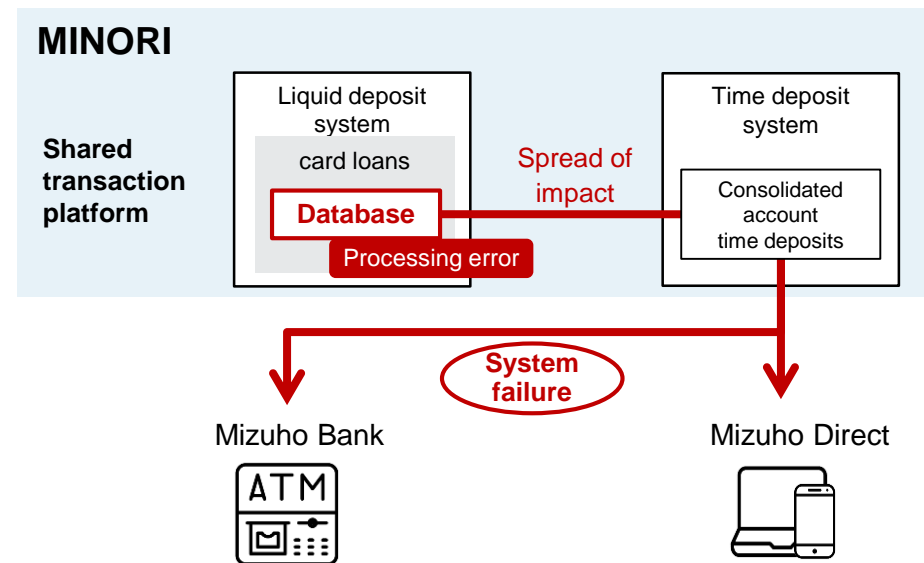 MINORI
Shared
transaction
platform
Liquid deposit
system
card loans
Database
Processing error
Spread of
impact
Time deposit
system
Consolidated
account
time deposits
System
failure
Mizuho Bank
Mizuho Direct
ATM